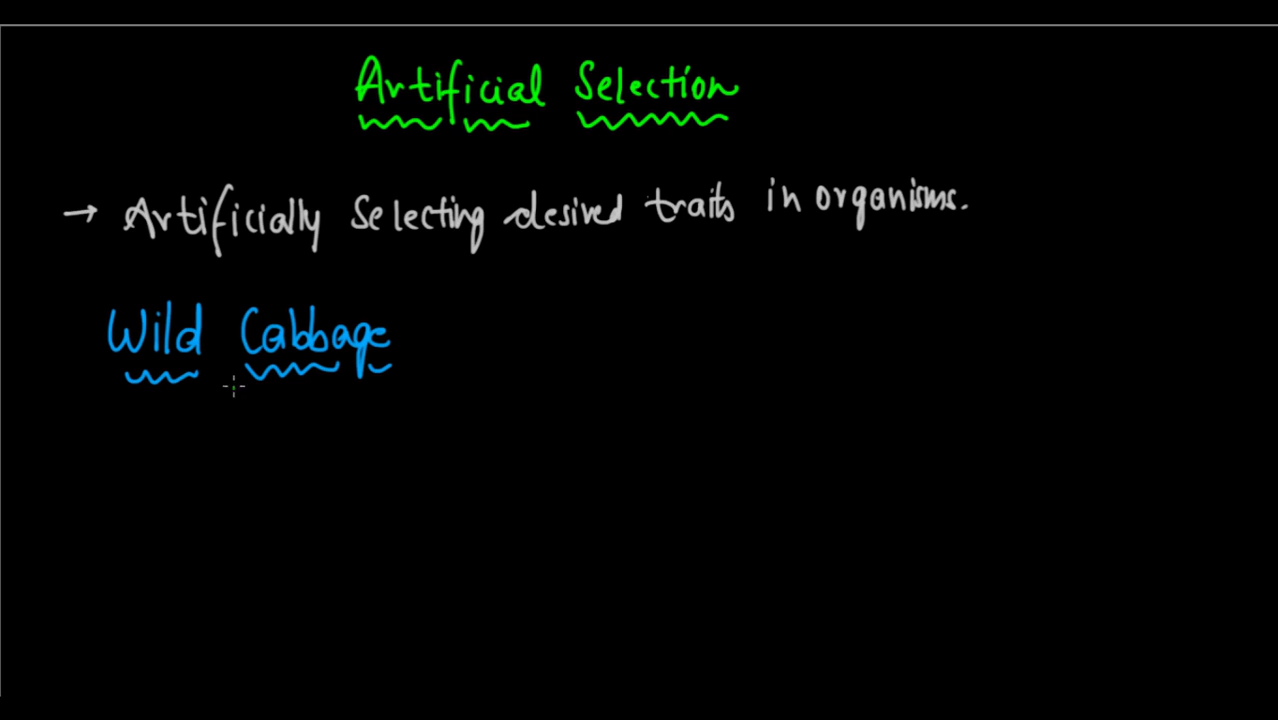 Artificial Selection
→ Artificially Selecting desired traits in organisms.
Wild Cabbage